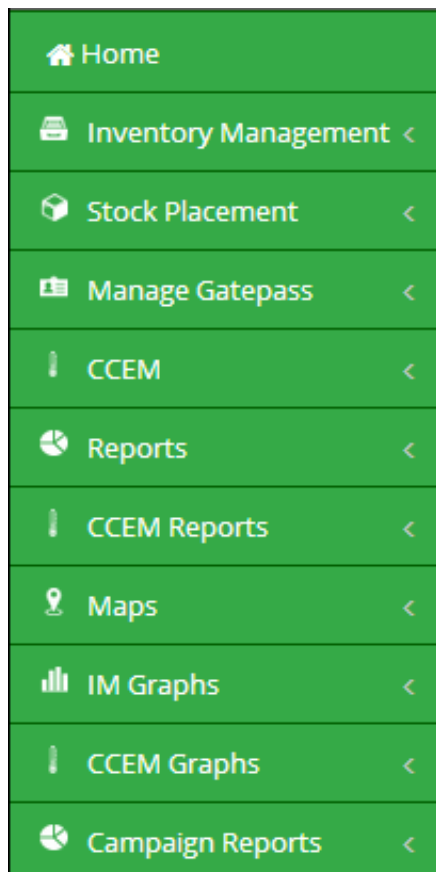 Home
Inventory Management
Stock Placement
Manage Gatepass
CCEM
Reports
CCEM Reports
Maps
IM Graphs
CCEM Graphs
Campaign Reports